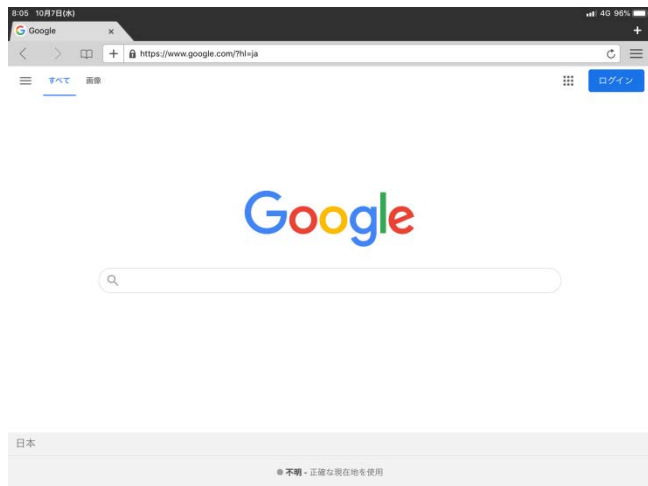 8:05 10月7日(水) 4G 96%
Google
https://www.google.com/?hl=ja
すべて 画像 ログイン
Google
日本
不明 - 正確な現在地を使用